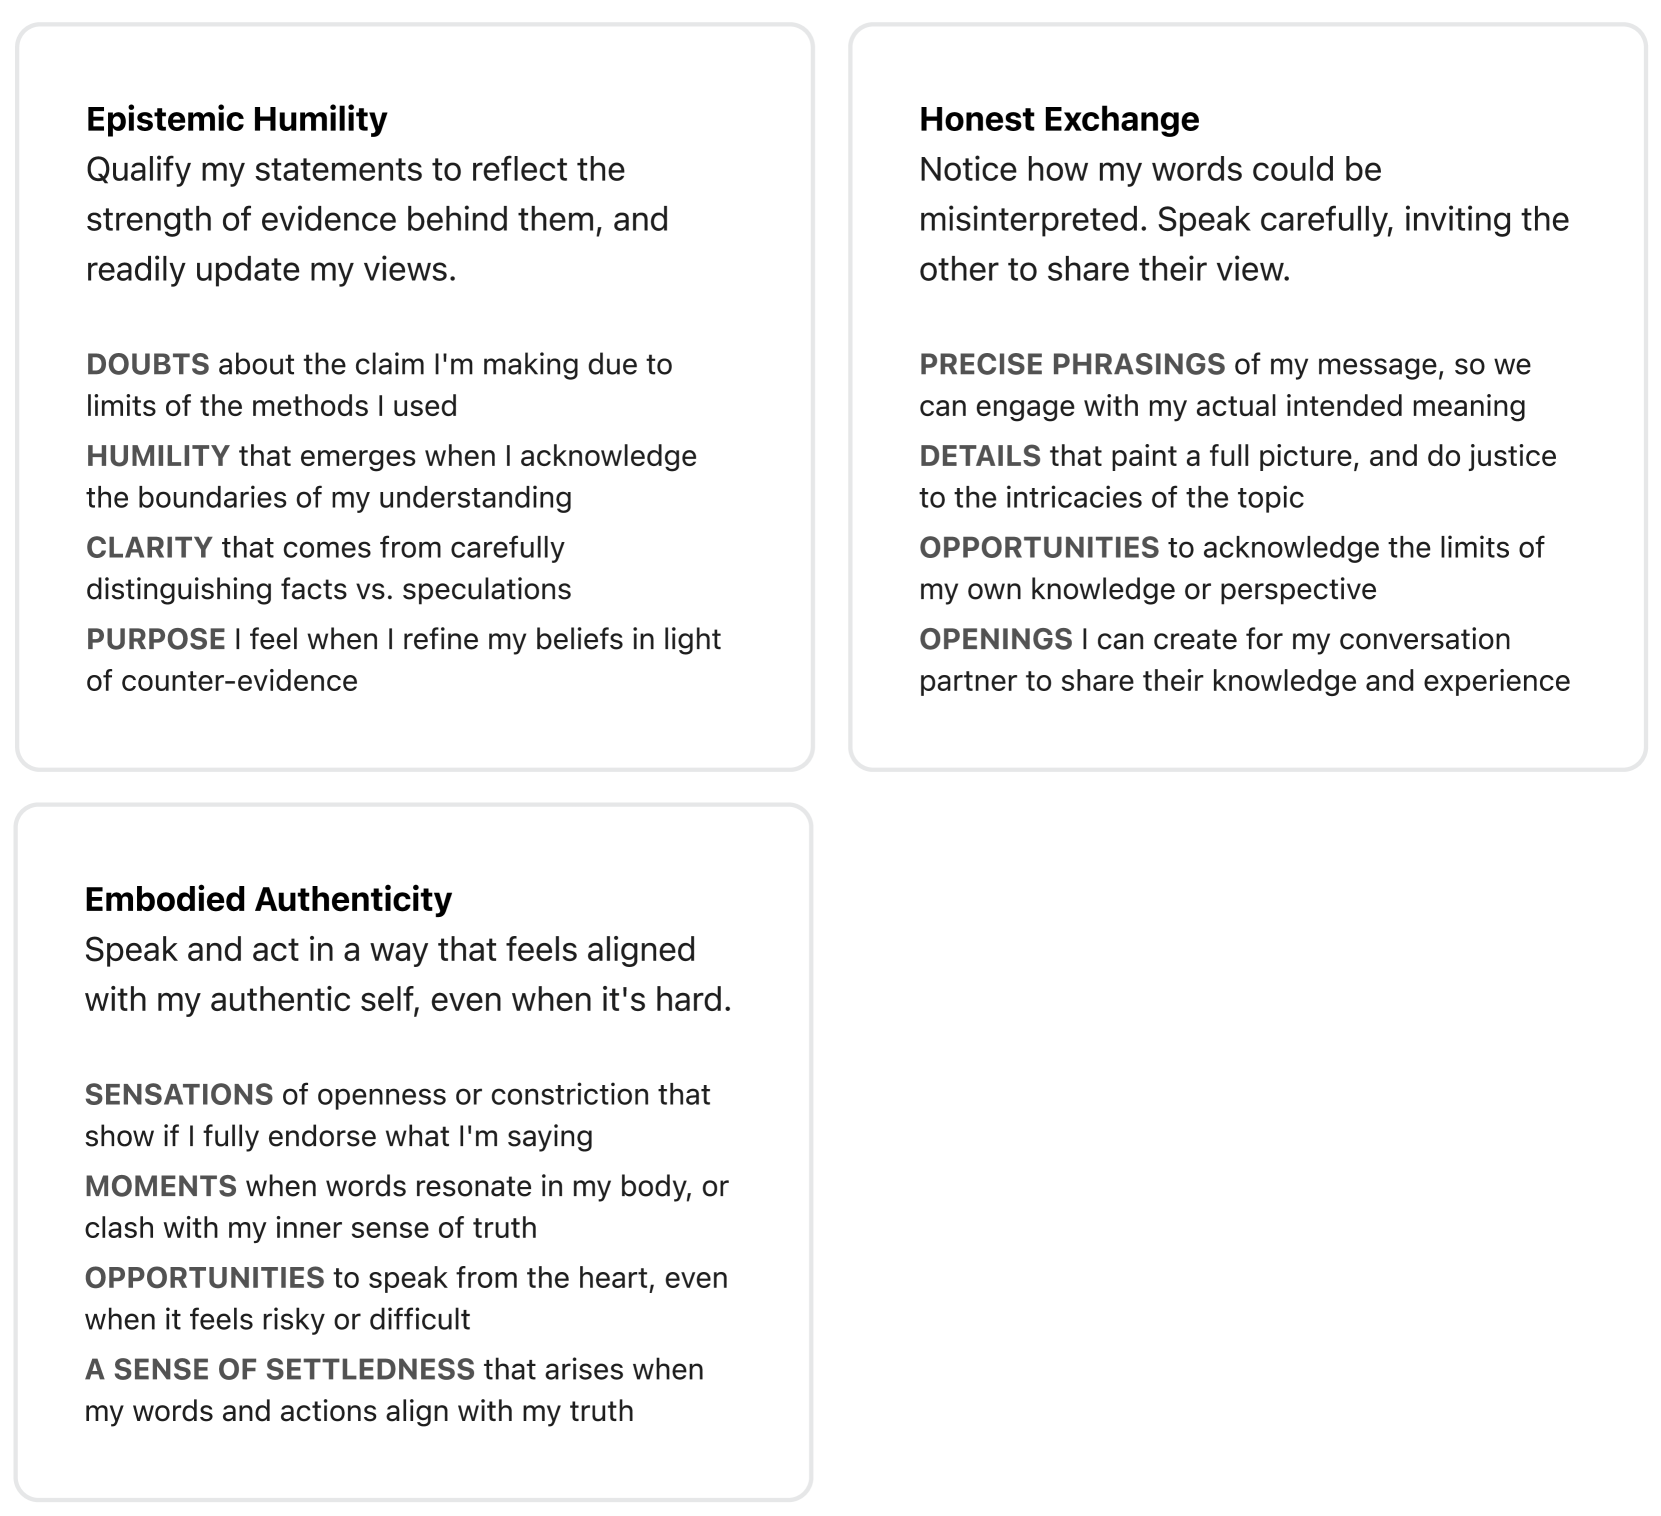 Epistemic Humility
Qualify my statements to reflect the
strength of evidence behind them, and
readily update my views.
DOUBTS about the claim I'm making due to
limits of the methods I used
HUMILITY that emerges when I acknowledge
the boundaries of my understanding
CLARITY that comes from carefully
distinguishing facts vs. speculations
PURPOSE I feel when I refine my beliefs in light
of counter-evidence
Honest Exchange
Notice how my words could be
misinterpreted. Speak carefully, inviting the
other to share their view.
PRECISE PHRASINGS of my message, so we
can engage with my actual intended meaning
DETAILS that paint a full picture, and do justice
to the intricacies of the topic
OPPORTUNITIES to acknowledge the limits of
my own knowledge or perspective
OPENINGS I can create for my conversation
partner to share their knowledge and experience
Embodied Authenticity
Speak and act in a way that feels aligned
with my authentic self, even when it's hard.
SENSATIONS of openness or constriction that
show if I fully endorse what I'm saying
MOMENTS when words resonate in my body, or
clash with my inner sense of truth
OPPORTUNITIES to speak from the heart, even
when it feels risky or difficult
A SENSE OF SETTLEDNESS that arises when
my words and actions align with my truth